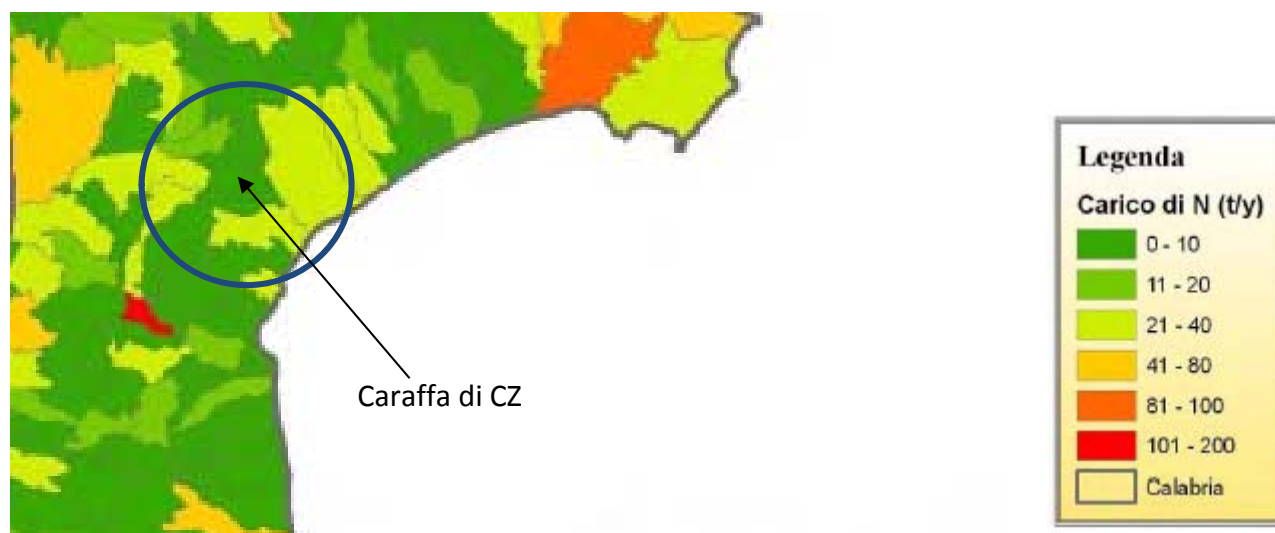 Caraffa di CZ
Legenda
Carico di N (t/y)
0 - 10
11 - 20
21 - 40
41 - 80
81 - 100
101 - 200
Calabria